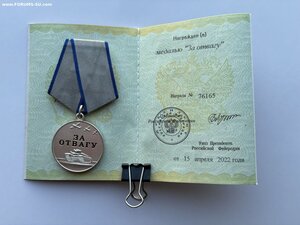 www.FORUMS-SU.com
Награжден (а)
медалью "За отвагу"
ЗА
ОТВАГУ
Награда № 76165
Указ Президента
Российской Федерации
от 15 апреля 2022 года